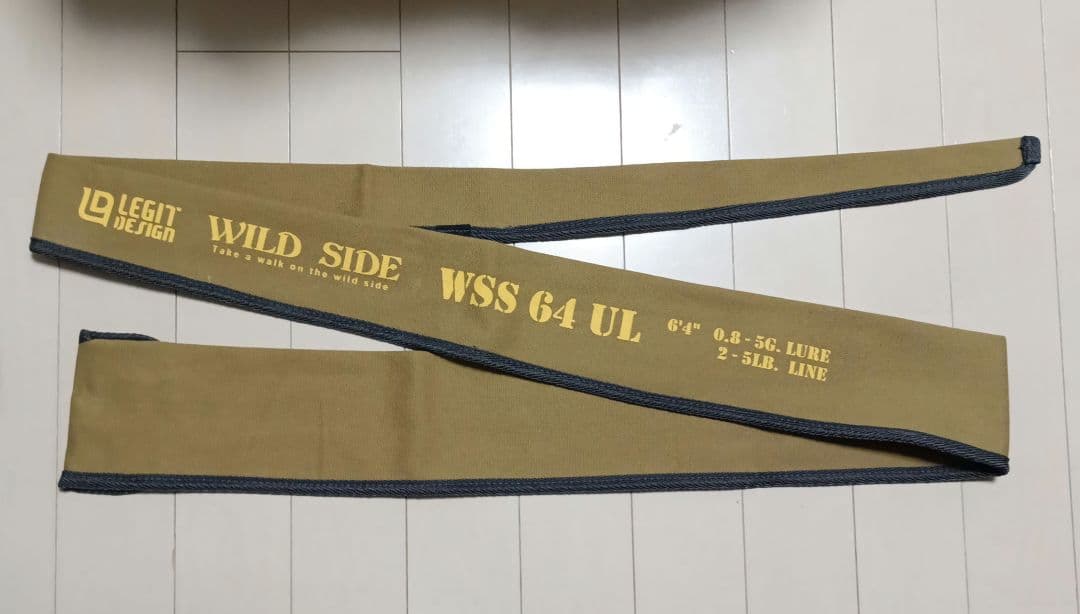 LEGIT
DESIGN
WILD SIDE
Take a walk on the wild side
WSS 64 UL
6'4" 0.8-5G. LURE
2-5LB. LINE